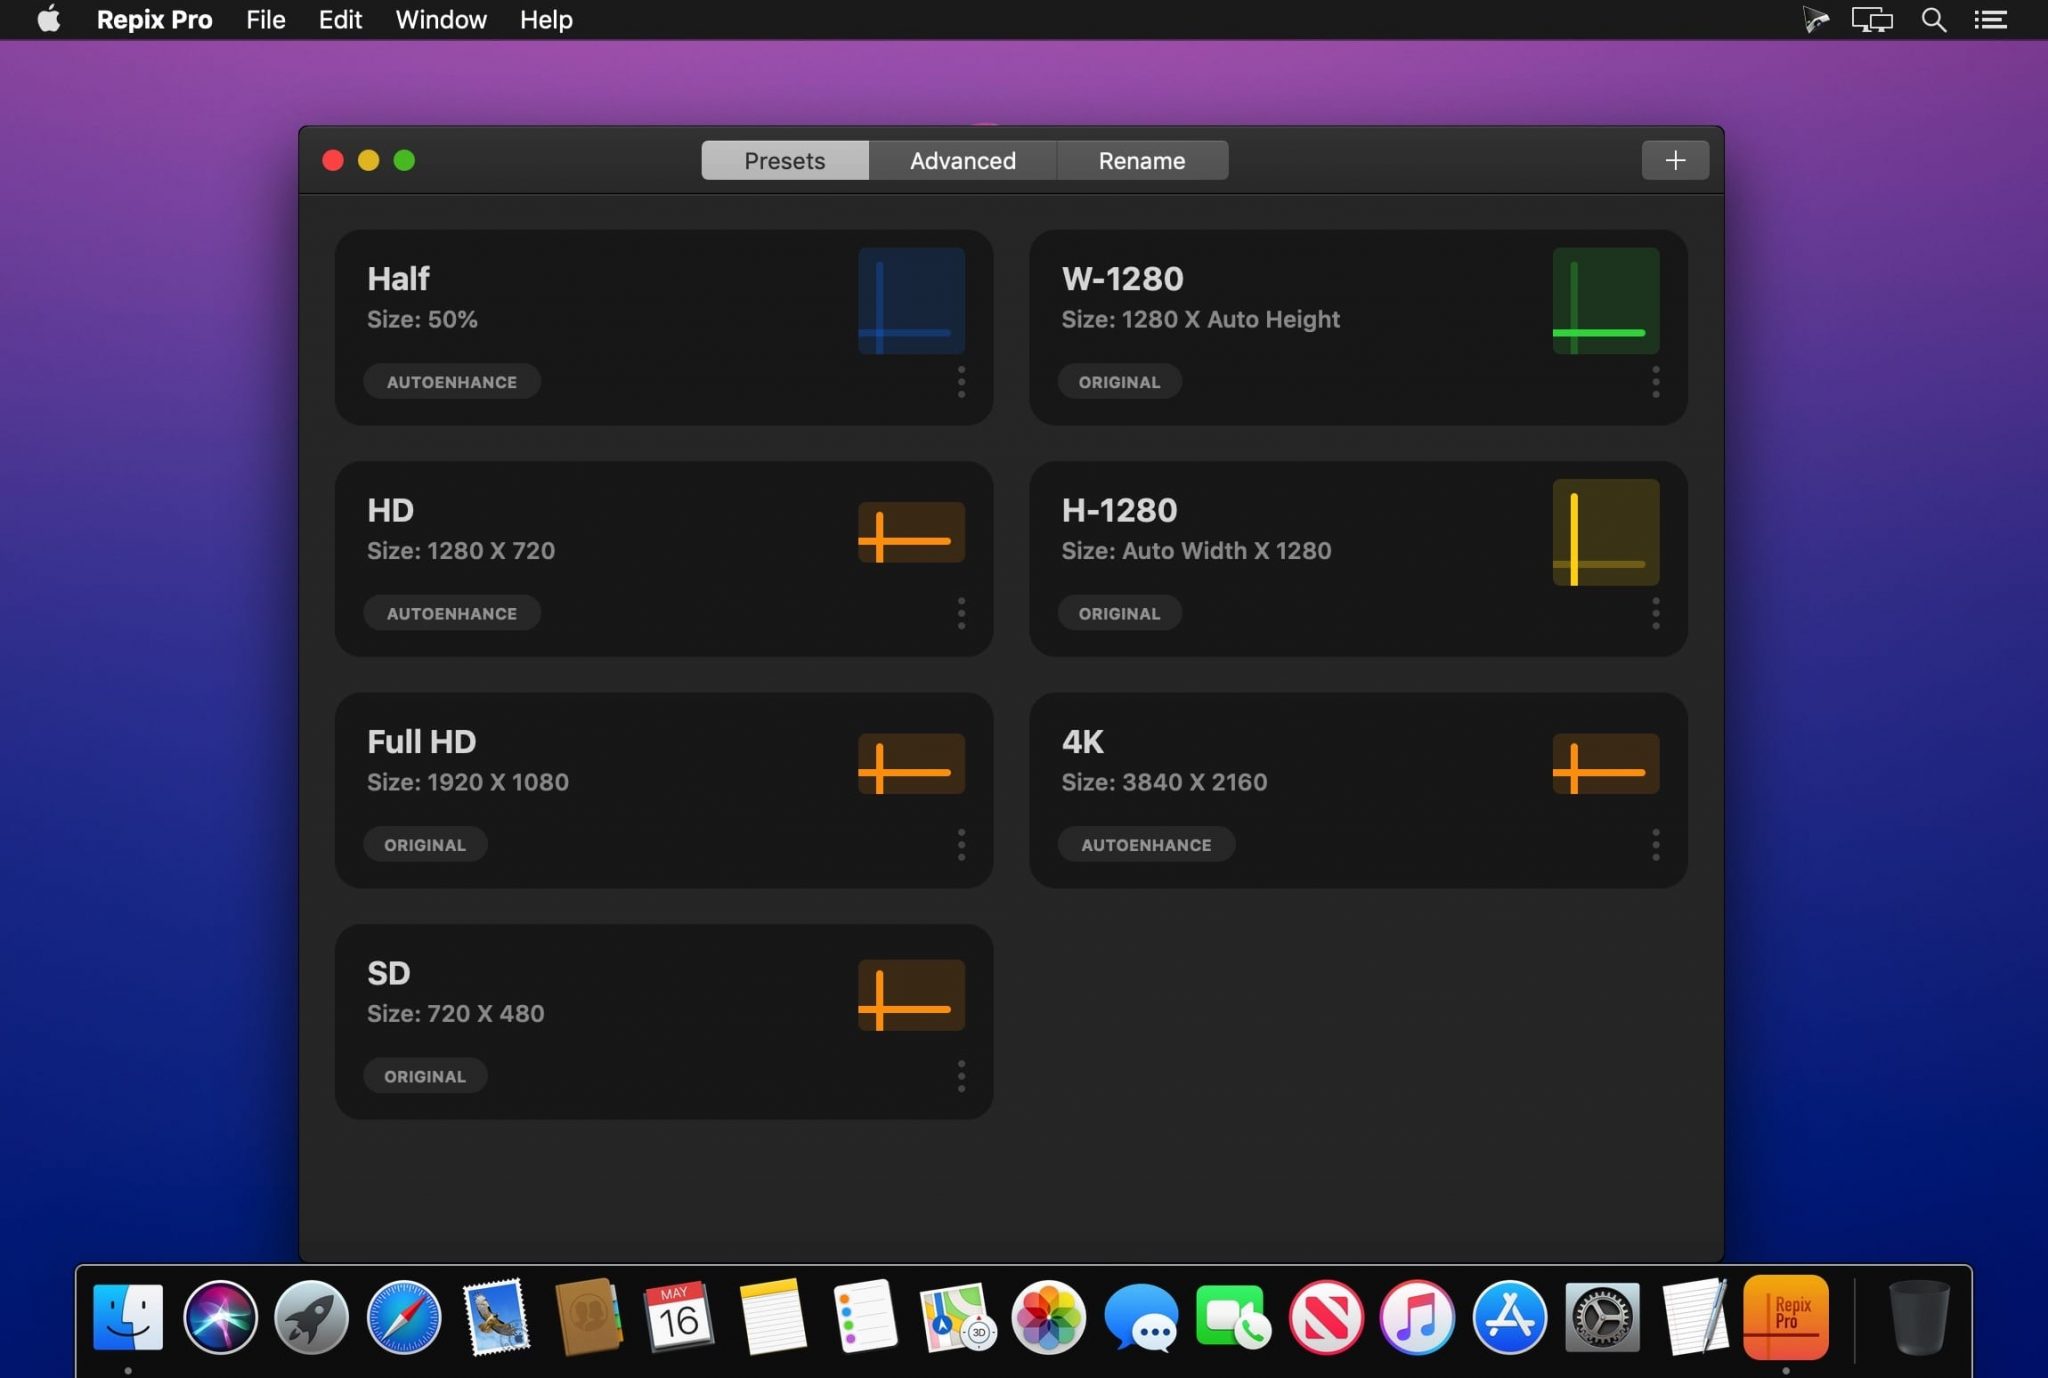 Repix Pro File Edit Window Help
Presets Advanced Rename
Half
Size: 50%
AUTOENHANCE
W-1280
Size: 1280 X Auto Height
ORIGINAL
HD
Size: 1280 X 720
AUTOENHANCE
H-1280
Size: Auto Width X 1280
ORIGINAL
Full HD
Size: 1920 X 1080
ORIGINAL
4K
Size: 3840 X 2160
AUTOENHANCE
SD
Size: 720 X 480
ORIGINAL
MAY
16
3D
Repix
Pro